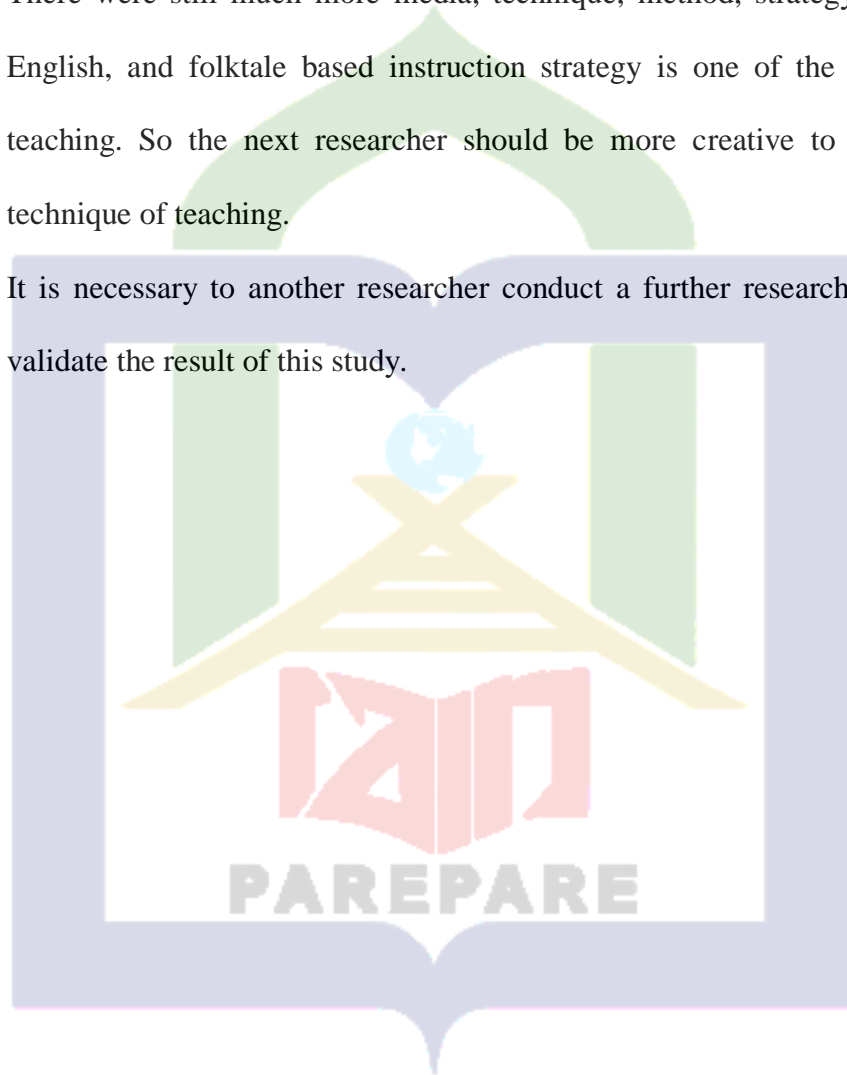 There were still much more media, technique, method, strategy
English, and folktale based instruction strategy is one of the
teaching. So the next researcher should be more creative to
technique of teaching.
It is necessary to another researcher conduct a further research
validate the result of this study.
iain
PAREPARE